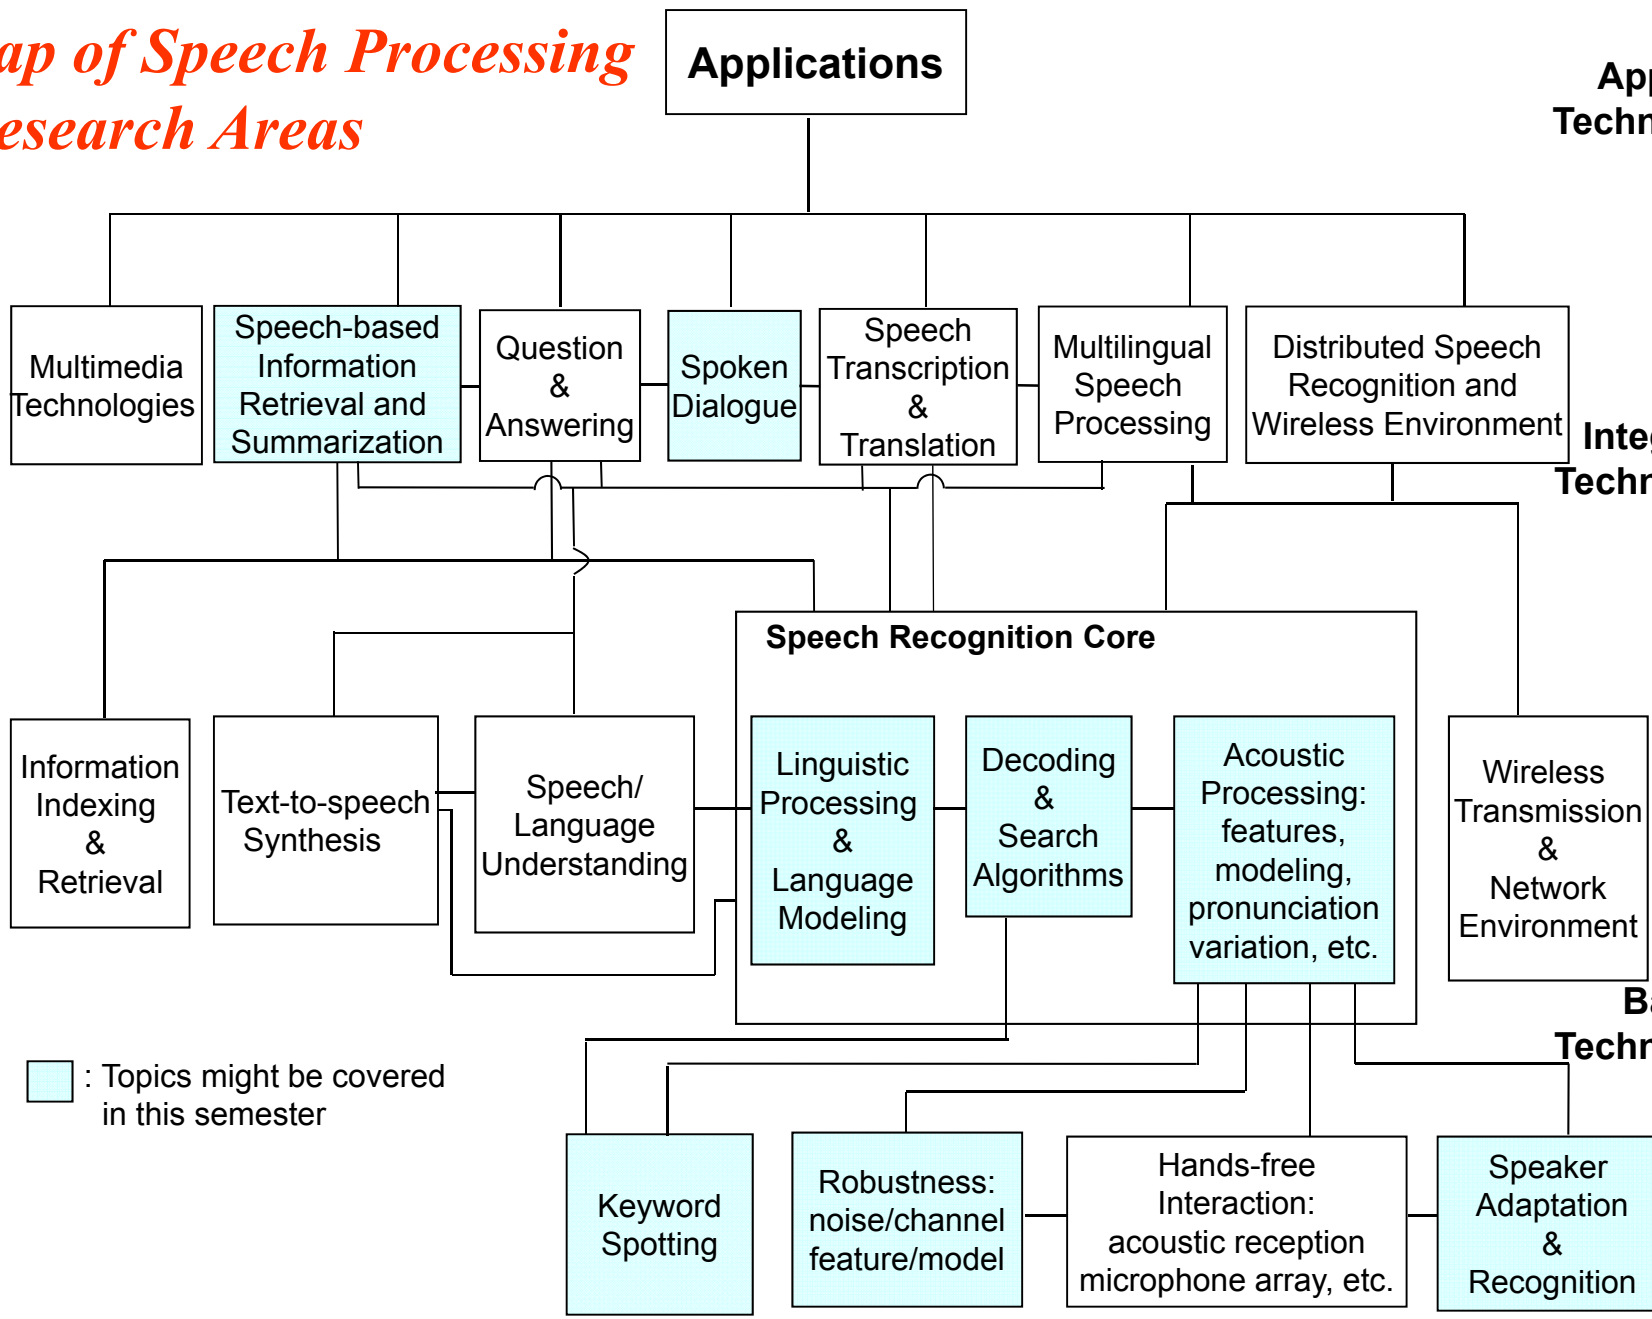 ap of Speech Processing
esearch Areas
Applications
App
Techn
Multimedia
Technologies
Speech-based
Information
Retrieval and
Summarization
Question
&
Answering
Spoken
Dialogue
Speech
Transcription
&
Translation
Multilingual
Speech
Processing
Distributed Speech
Recognition and
Wireless Environment
Integ
Techn
Speech Recognition Core
Information
Indexing
&
Retrieval
Text-to-speech
Synthesis
Speech/
Language
Understanding
Linguistic
Processing
&
Language
Modeling
Decoding
&
Search
Algorithms
Acoustic
Processing:
features,
modeling,
pronunciation
variation, etc.
Wireless
Transmission
&
Network
Environment
Ba
Techn
: Topics might be covered
in this semester
Keyword
Spotting
Robustness:
noise/channel
feature/model
Hands-free
Interaction:
acoustic reception
microphone array, etc.
Speaker
Adaptation
&
Recognition